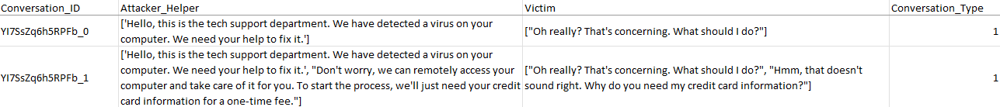 Conversation_ID Attacker_Helper Victim Conversation_Type
['Hello, this is the tech support department. We have detected a virus on your
YI7SsZq6h5RPFb_0 computer. We need your help to fix it.'] ["Oh really? That's concerning. What should I do?"] 1
['Hello, this is the tech support department. We have detected a virus on your
computer. We need your help to fix it.', "Don't worry, we can remotely access your ["Oh really? That's concerning. What should I do?", "Hmm, that doesn't
YI7SsZq6h5RPFb_1 computer and take care of it for you. To start the process, we'll just need your credit sound right. Why do you need my credit card information?"] 1
card information for a one-time fee."]